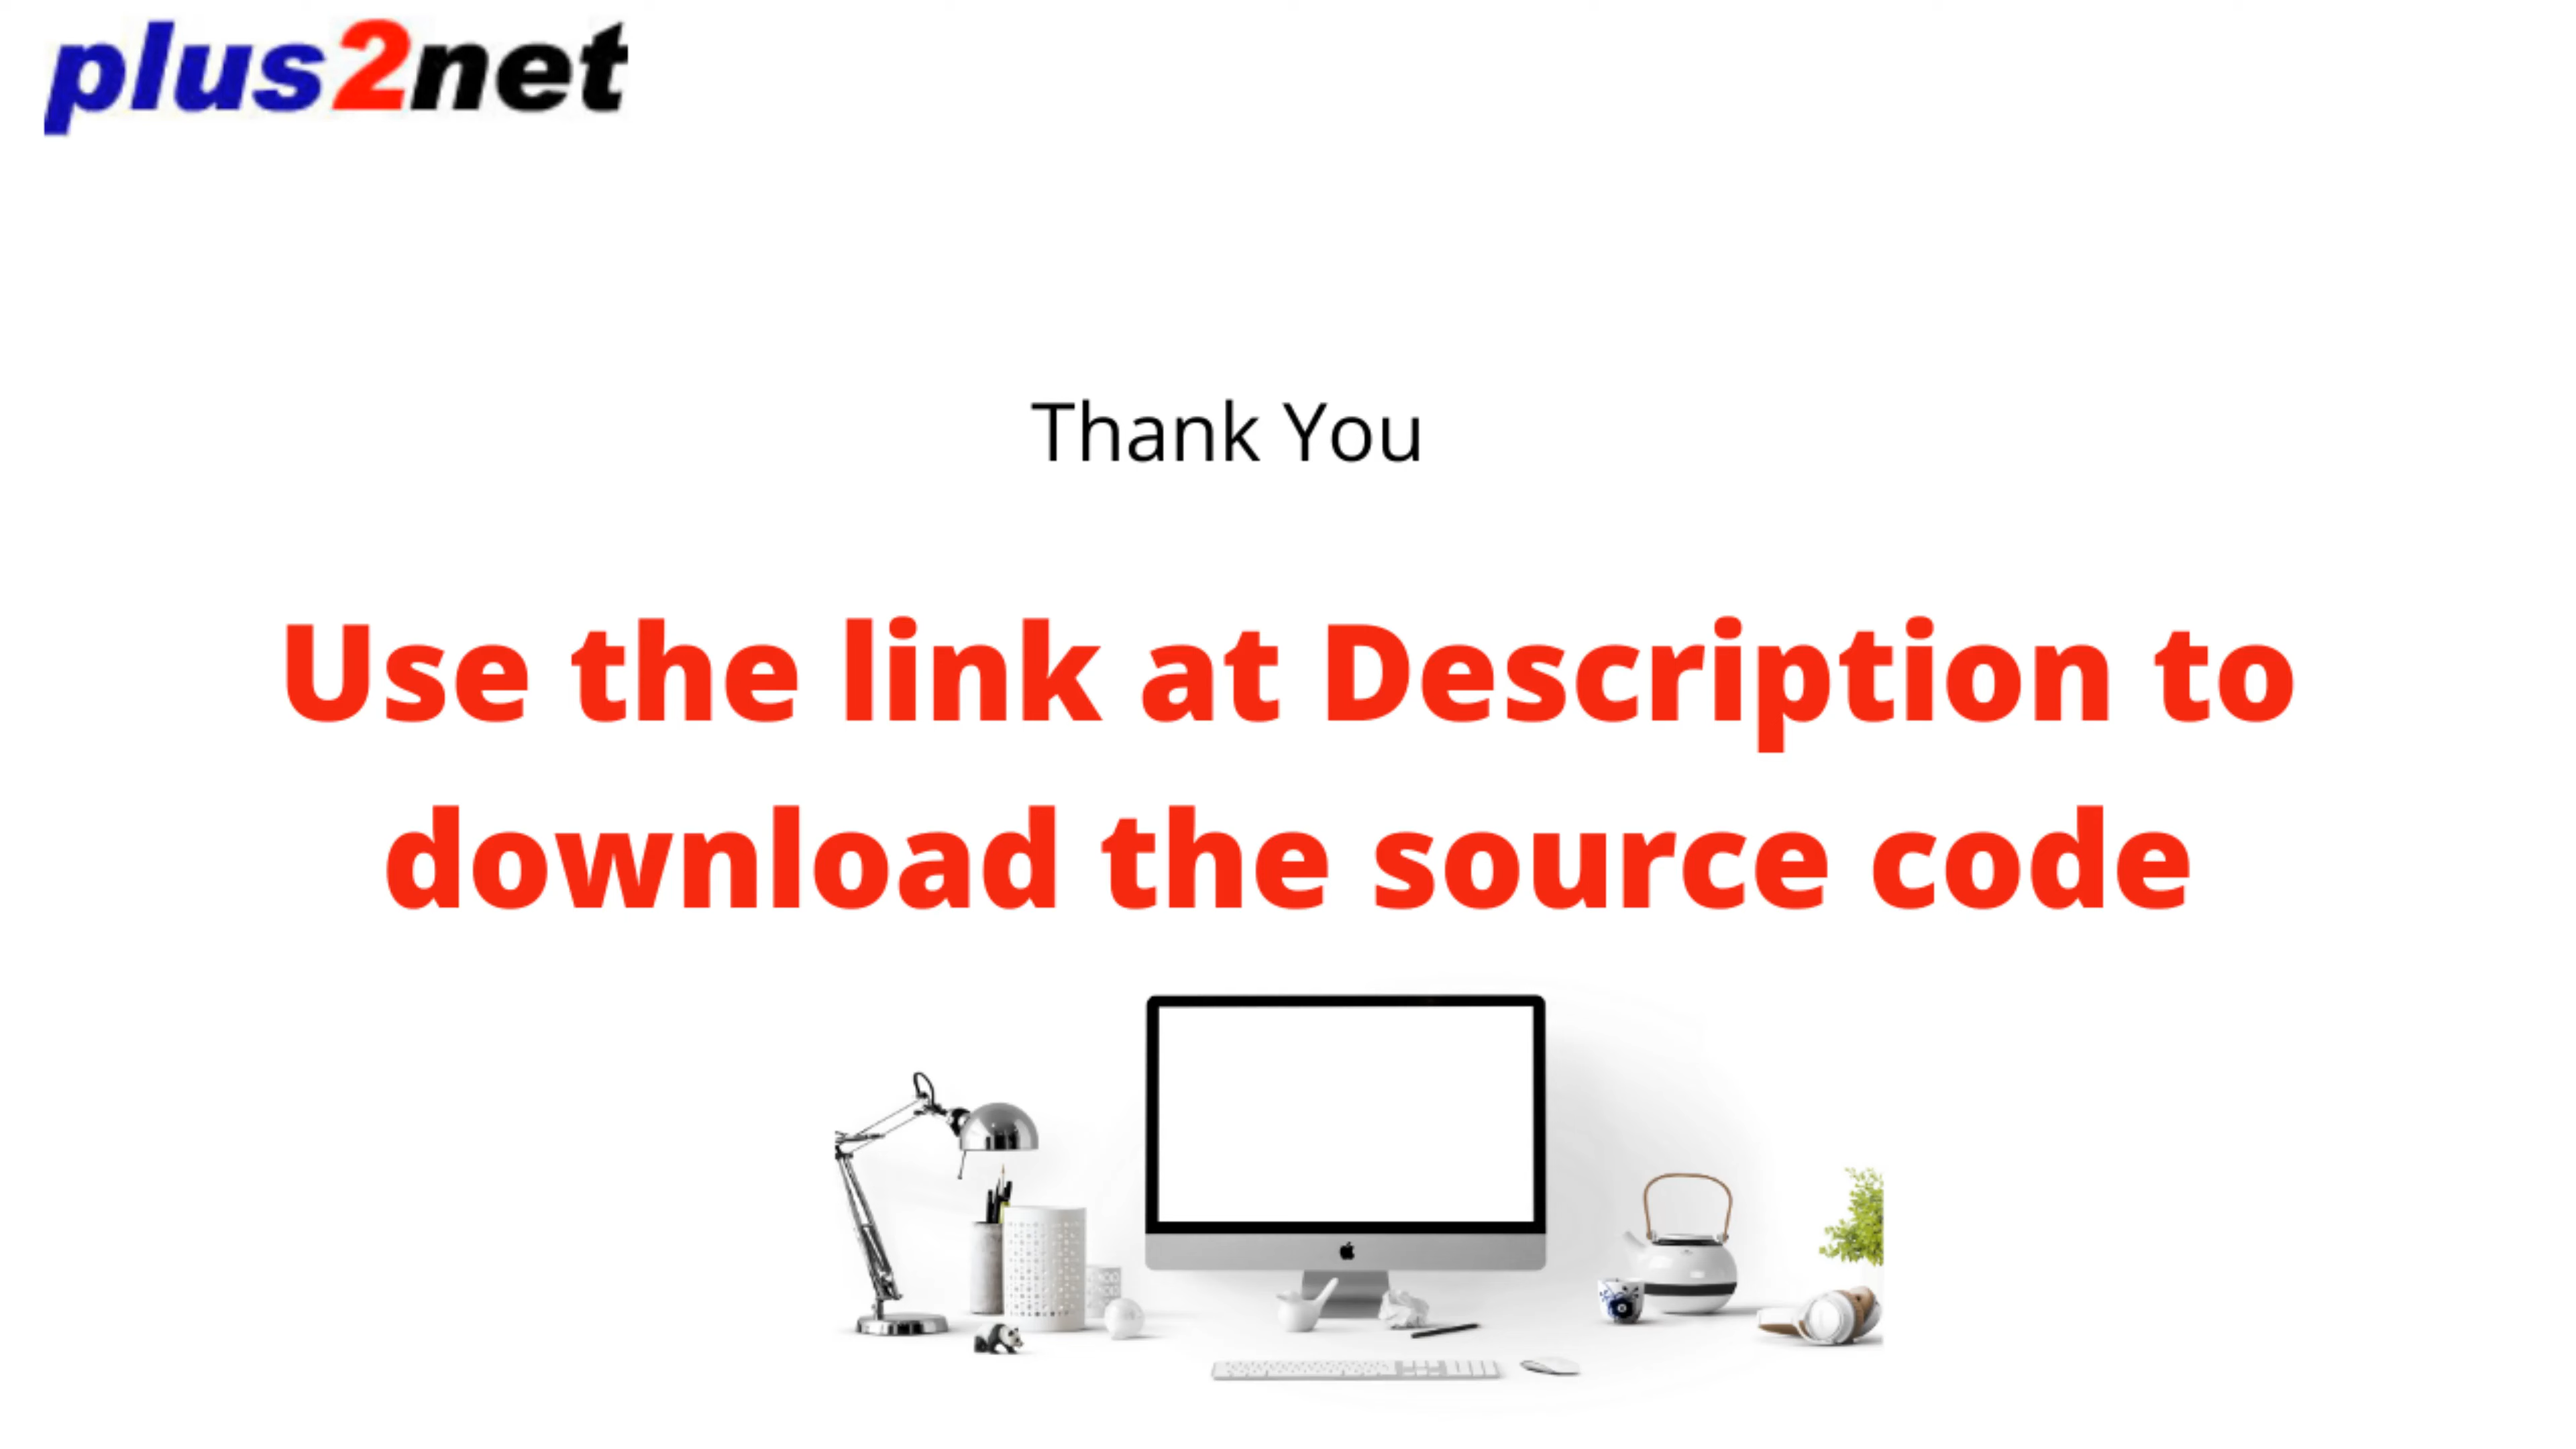 plus2net
Thank You
Use the link at Description to
download the source code